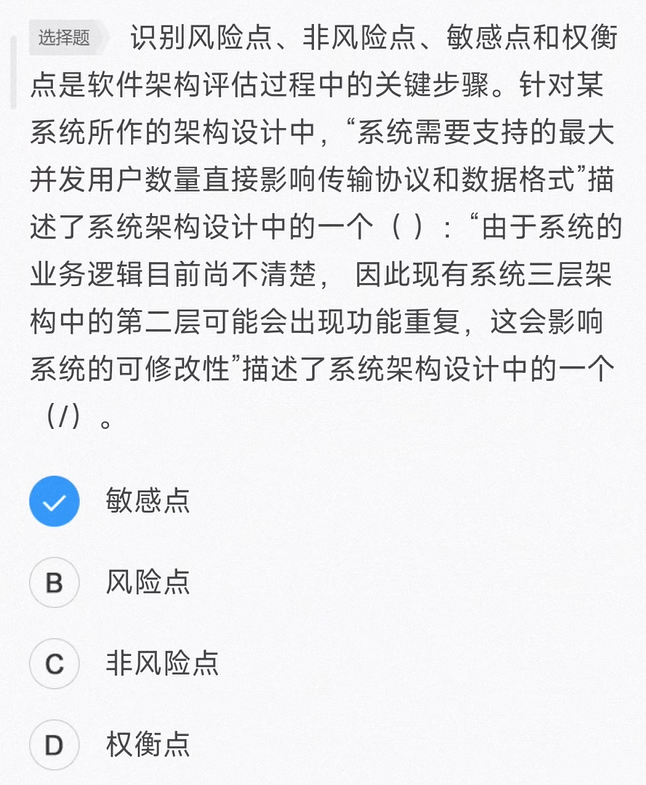 选择题 识别风险点、非风险点、敏感点和权衡
点是软件架构评估过程中的关键步骤。针对某
系统所作的架构设计中，“系统需要支持的最大
并发用户数量直接影响传输协议和数据格式”描
述了系统架构设计中的一个（ ）：“由于系统的
业务逻辑目前尚不清楚， 因此现有系统三层架
构中的第二层可能会出现功能重复，这会影响
系统的可修改性”描述了系统架构设计中的一个
（/）。
敏感点
B 风险点
C 非风险点
D 权衡点